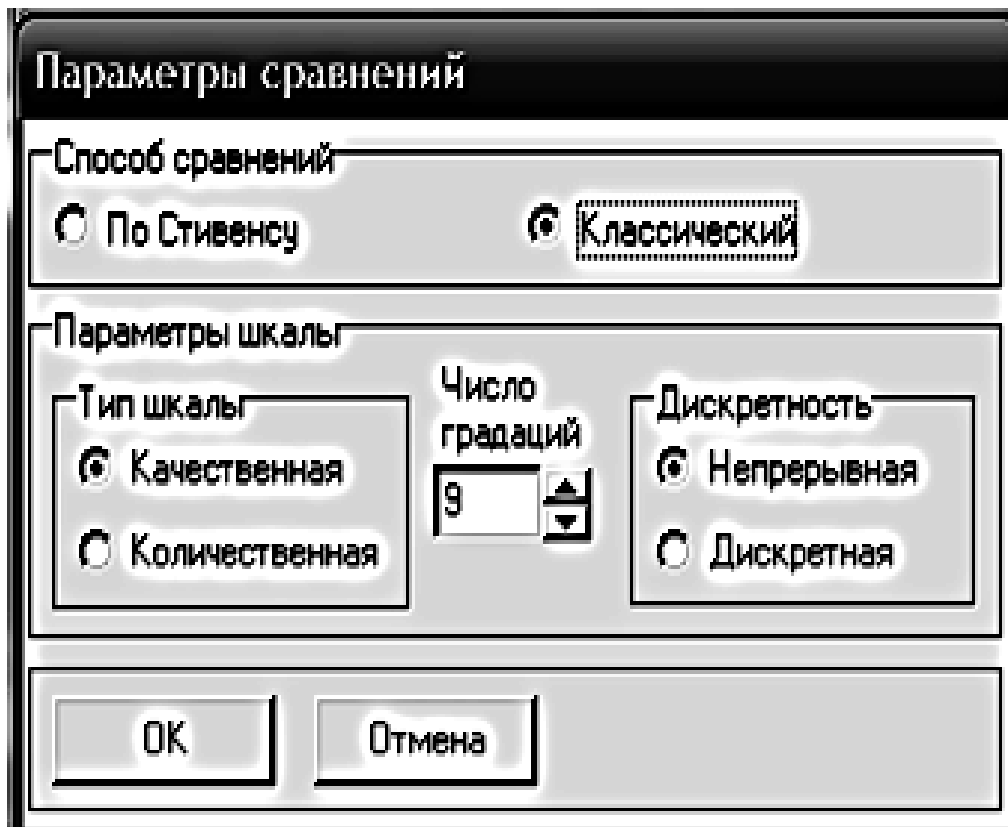 Параметры сравнений
Способ сравнений
По Стивенсу Классический
Параметры шкалы
Тип шкалы
Качественная
Количественная
Число
градаций
9
Дискретность
Непрерывная
Дискретная
OK Отмена